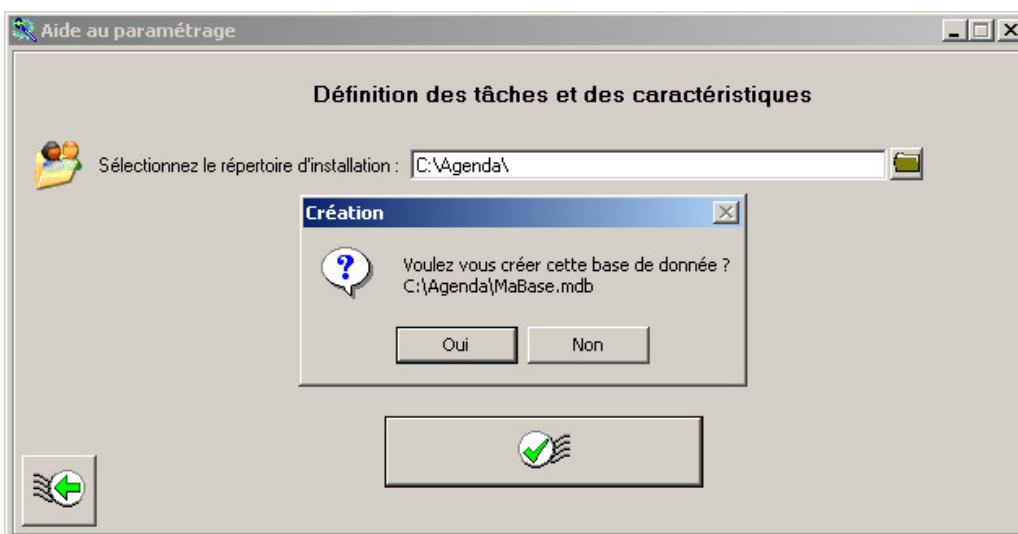 Aide au paramétrage
Définition des tâches et des caractéristiques
Sélectionnez le répertoire d'installation : C:\Agenda\
Création
Voulez vous créer cette base de donnée ?
C:\Agenda\MaBase.mdb
Oui Non